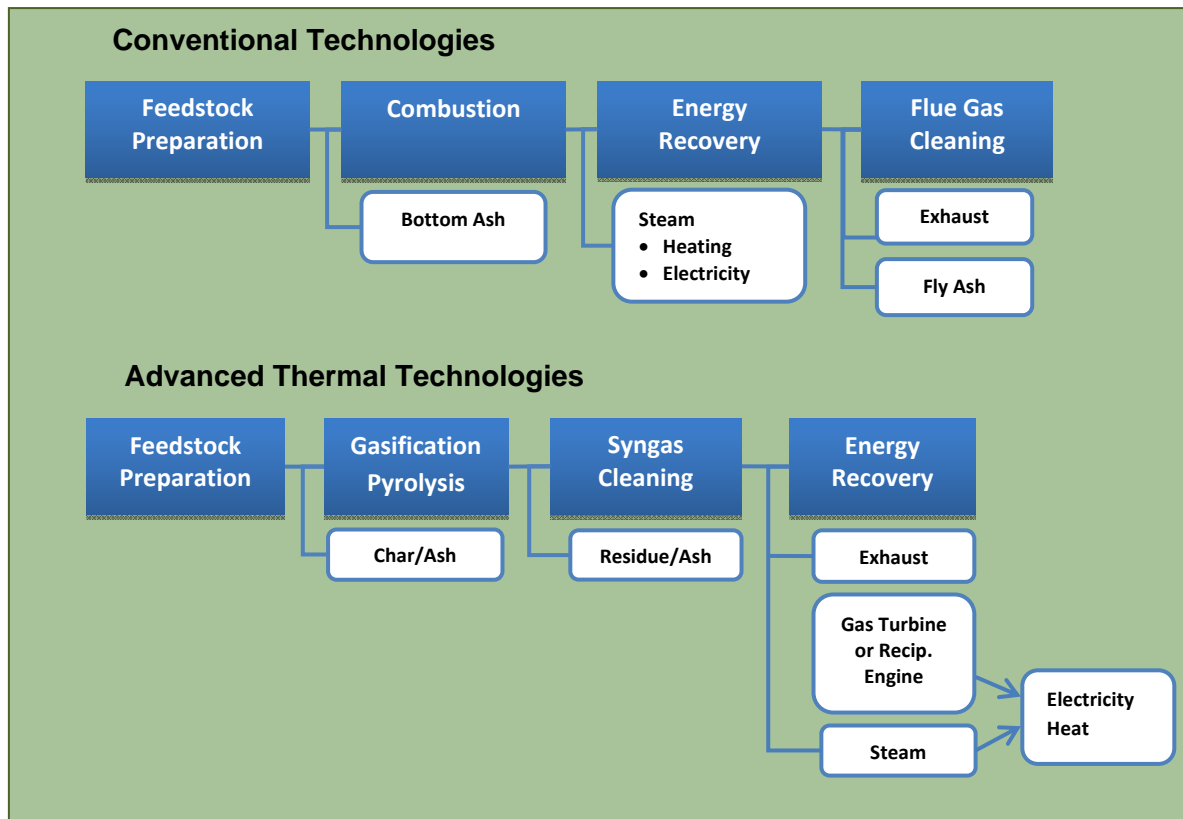 Conventional Technologies
Feedstock
Preparation
Combustion
Energy
Recovery
Flue Gas
Cleaning
Bottom Ash
Steam
• Heating
• Electricity
Exhaust
Fly Ash
Advanced Thermal Technologies
Feedstock
Preparation
Gasification
Pyrolysis
Syngas
Cleaning
Energy
Recovery
Char/Ash
Residue/Ash
Exhaust
Gas Turbine
or Recip.
Engine
Steam
Electricity
Heat